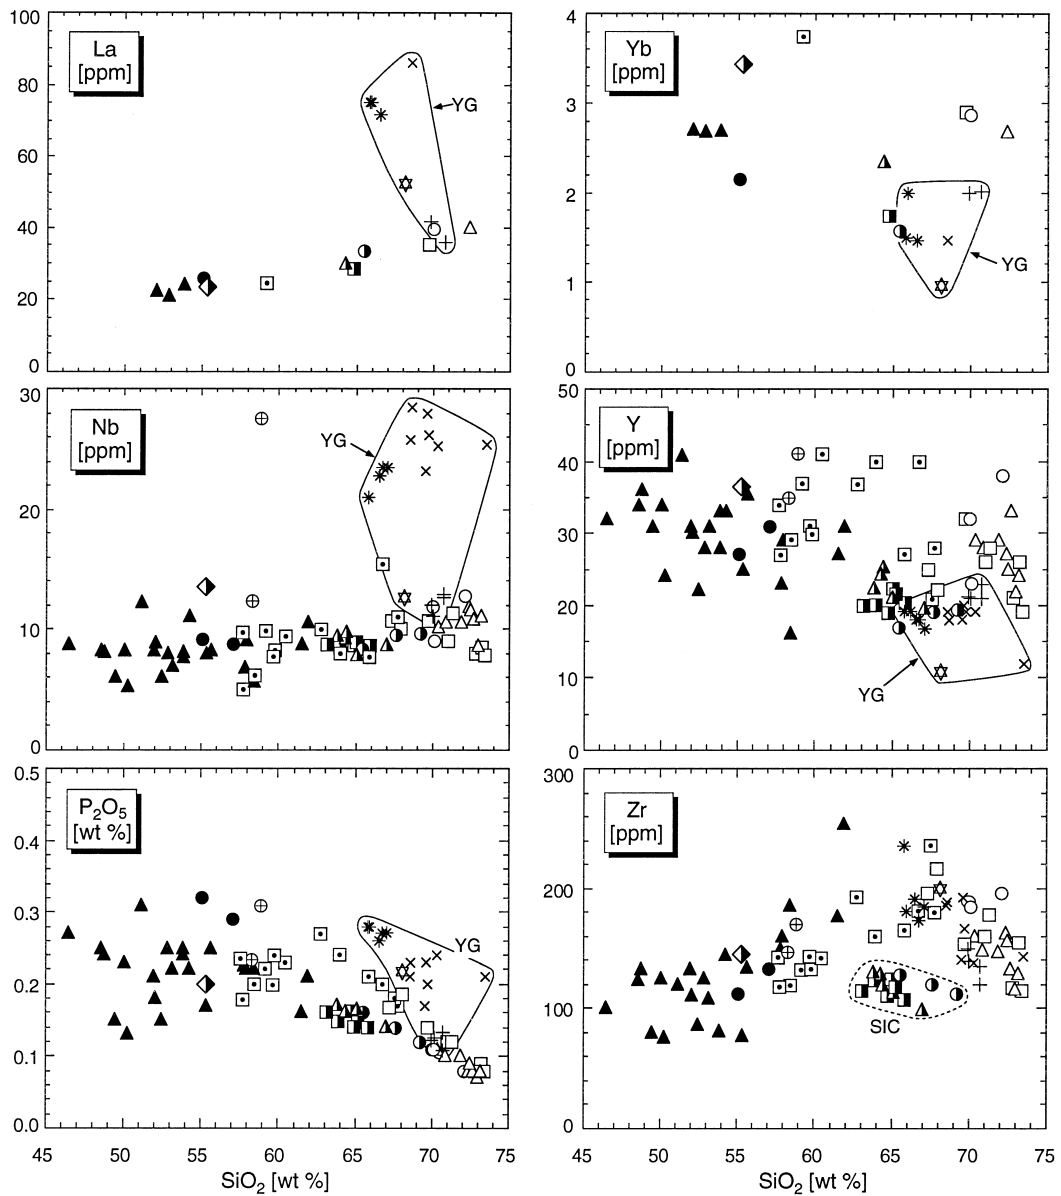 La
[ppm]
100
80
60
40
20
0
YG
Yb
[ppm]
4
3
2
1
0
YG
Nb
[ppm]
30
20
10
0
YG
Y
[ppm]
50
40
30
20
10
0
YG
P2O5
[wt %]
0.5
0.4
0.3
0.2
0.1
0.0
YG
45 50 55 60 65 70 75
SiO2 [wt %]
Zr
[ppm]
300
200
100
0
SIC
45 50 55 60 65 70 75
SiO2 [wt %]